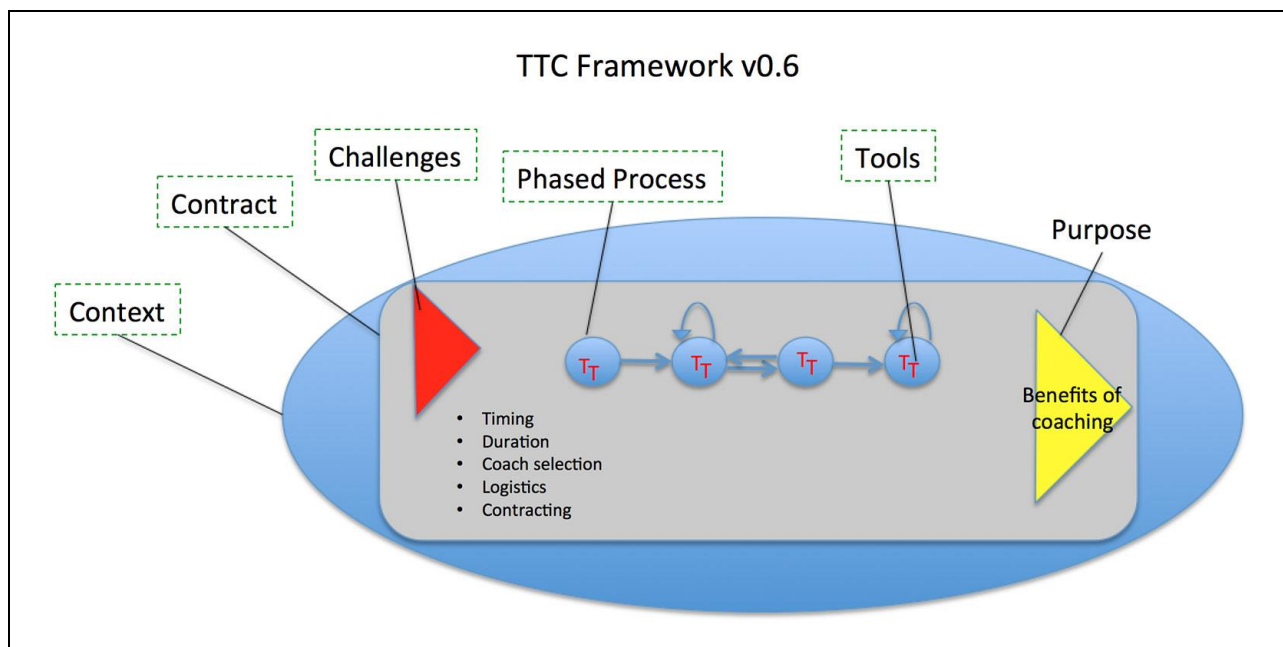 TTC Framework v0.6
Challenges
Phased Process
Tools
Contract
Purpose
Context
TT
TT
TT
TT
Benefits of
coaching
• Timing
• Duration
• Coach selection
• Logistics
• Contracting